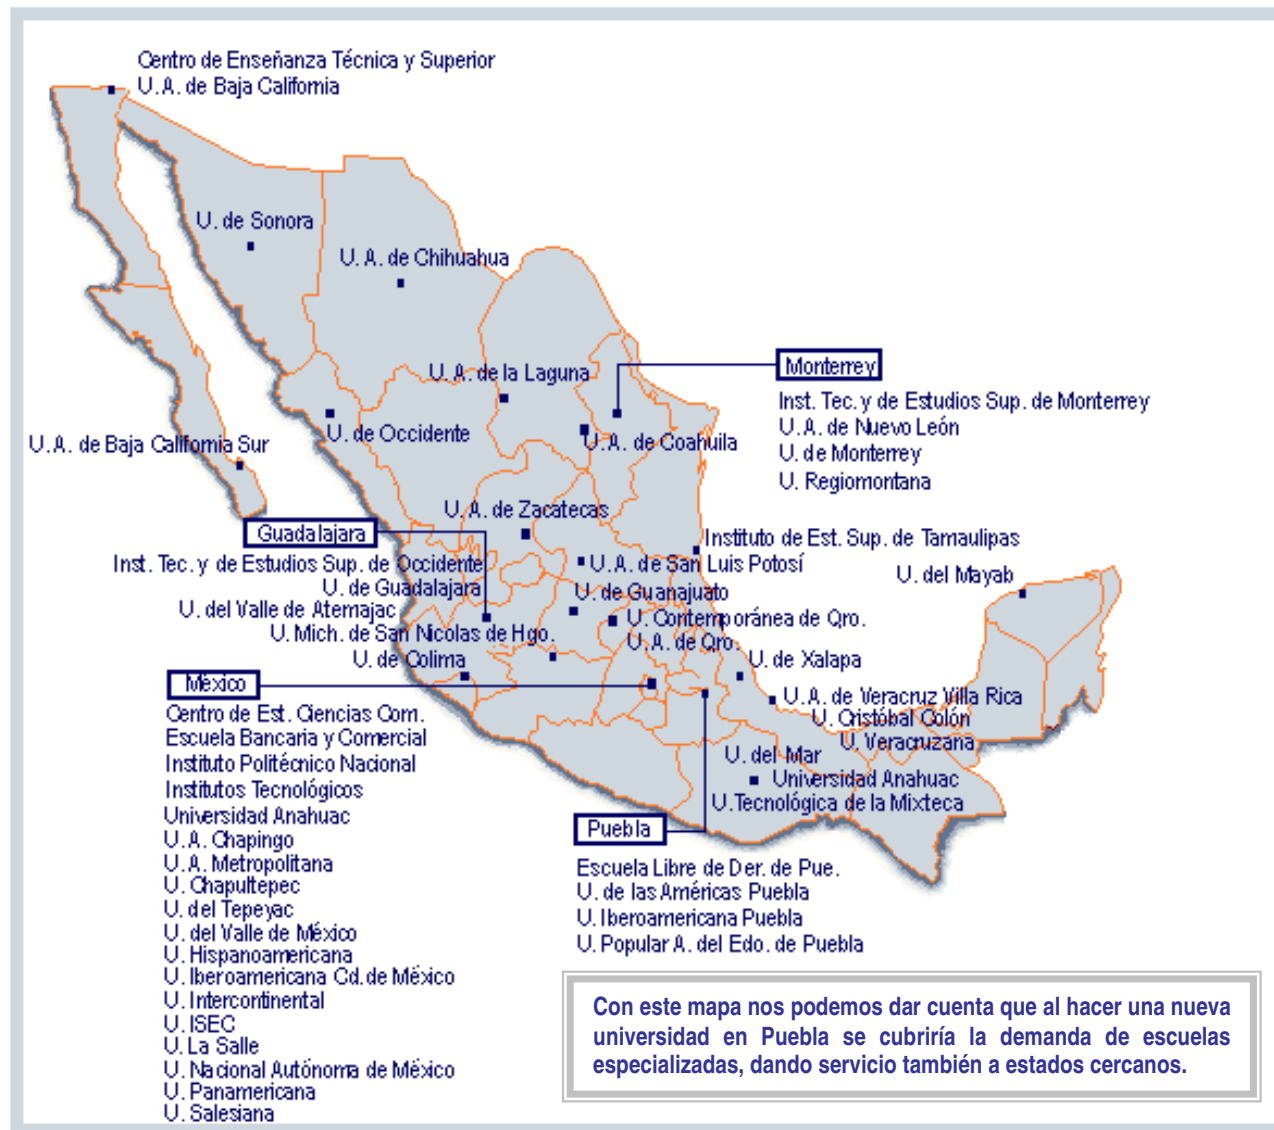 Centro de Enseñanza Técnica y Superior
U.A. de Baja California
U. de Sonora
U. A. de Chihuahua
U. A. de la Laguna
U. de Occidente
U. A. de Coahuila
U.A. de Baja California Sur
Monterrey
Inst. Tec. y de Estudios Sup. de Monterrey
U.A. de Nuevo León
U. de Monterrey
U. Regiomontana
U. A. de Zacatecas
Guadalajara
Inst. Tec. y de Estudios Sup. de Occidente
U. de Guadalajara
U. del Valle de Atemajac
U. Mich. de San Nicolas de Hgo.
U. de Colima
Instituto de Est. Sup. de Tamaulipas
U. A. de San Luis Potosí
U. de Guanajuato
U. Contemporánea de Qro.
U. A. de Qro.
U. del Mayab
U. de Xalapa
U. A. de Veracruz Villa Rica
U. Cristóbal Colón
U. Veracruzana
U. del Mar
Universidad Anahuac
U. Tecnológica de la Mixteca
México
Centro de Est. Ciencias Com.
Escuela Bancaria y Comercial
Instituto Politécnico Nacional
Institutos Tecnológicos
Universidad Anahuac
U. A. Chapingo
U. A. Metropolitana
U. Chapultepec
U. del Tepeyac
U. del Valle de México
U. Hispanoamericana
U. Iberoamericana Cd. de México
U. Intercontinental
U. ISEC
U. La Salle
U. Nacional Autónoma de México
U. Panamericana
U. Salesiana
Puebla
Escuela Libre de Der. de Pue.
U. de las Américas Puebla
U. Iberoamericana Puebla
U. Popular A. del Edo. de Puebla
Con este mapa nos podemos dar cuenta que al hacer una nueva
universidad en Puebla se cubriría la demanda de escuelas
especializadas, dando servicio también a estados cercanos.